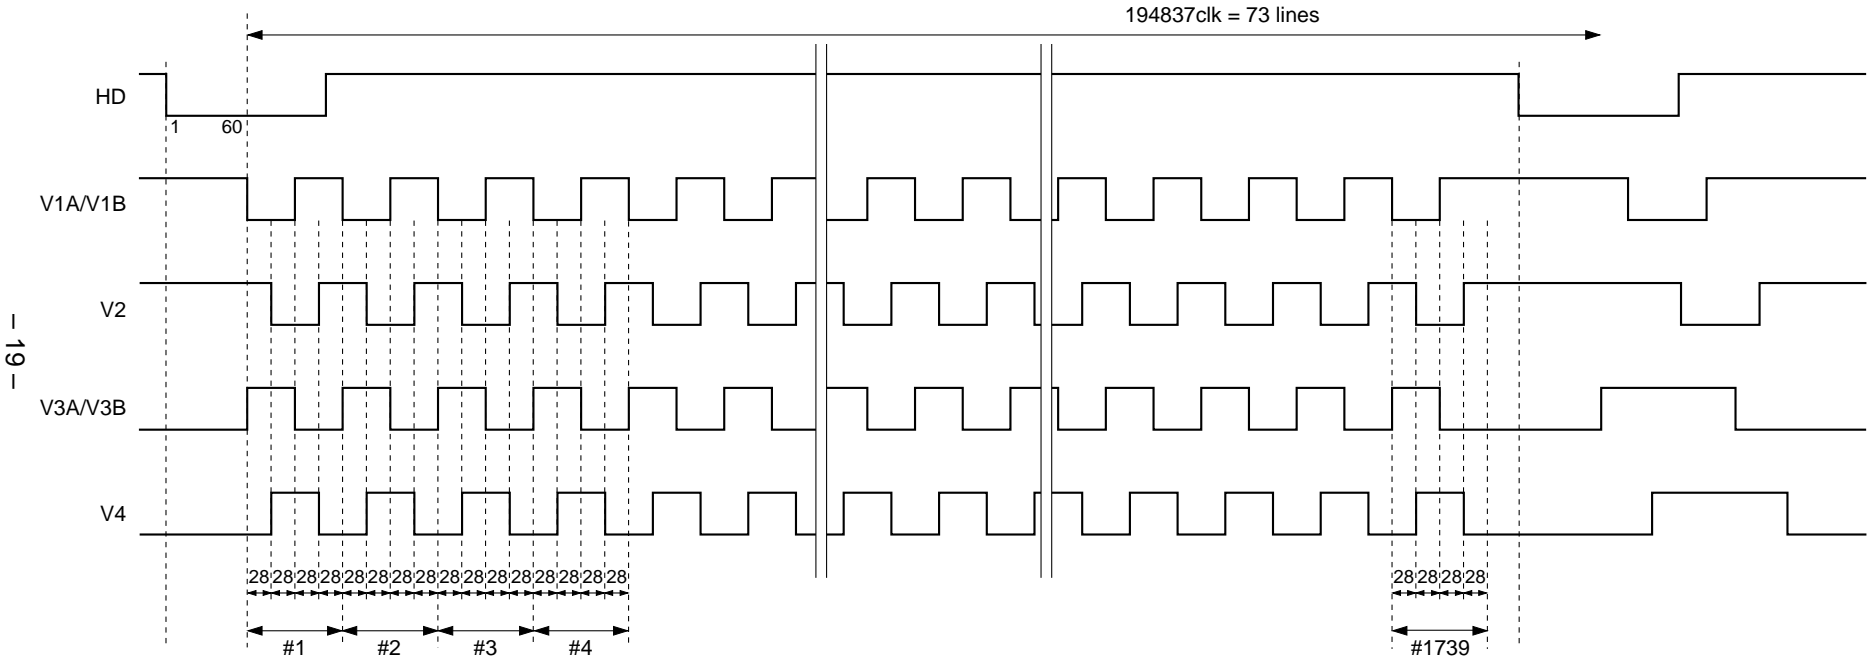 194837clk = 73 lines
HD
1 60
V1A/V1B
V2
V3A/V3B
V4
28 28 28 28 28 28 28 28 28 28 28 28 28 28 28 28
28 28 28 28
#1 #2 #3 #4 #1739
– 19 –